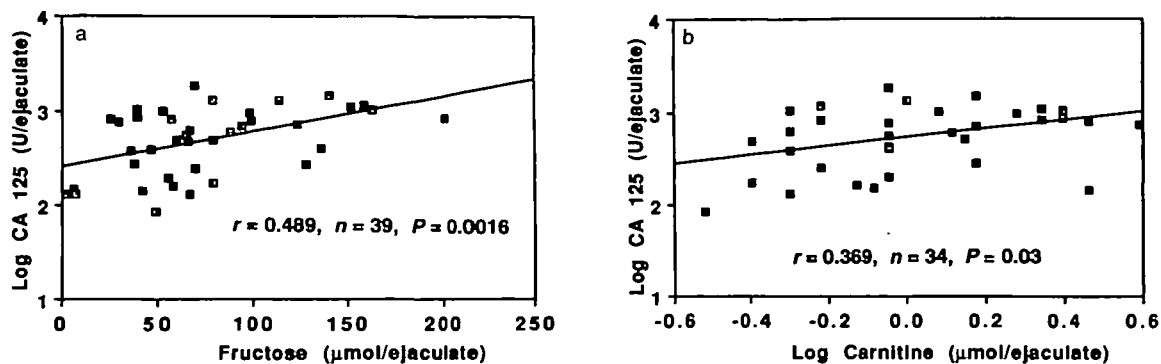 a
Log CA 125 (U/ejaculate)
4
3
2
1
r = 0.489, n = 39, P = 0.0016
0 50 100 150 200 250
Fructose (μmol/ejaculate)
b
Log CA 125 (U/ejaculate)
4
3
2
1
r = 0.369, n = 34, P = 0.03
-0.6 -0.4 -0.2 0.0 0.2 0.4 0.6
Log Carnitine (μmol/ejaculate)